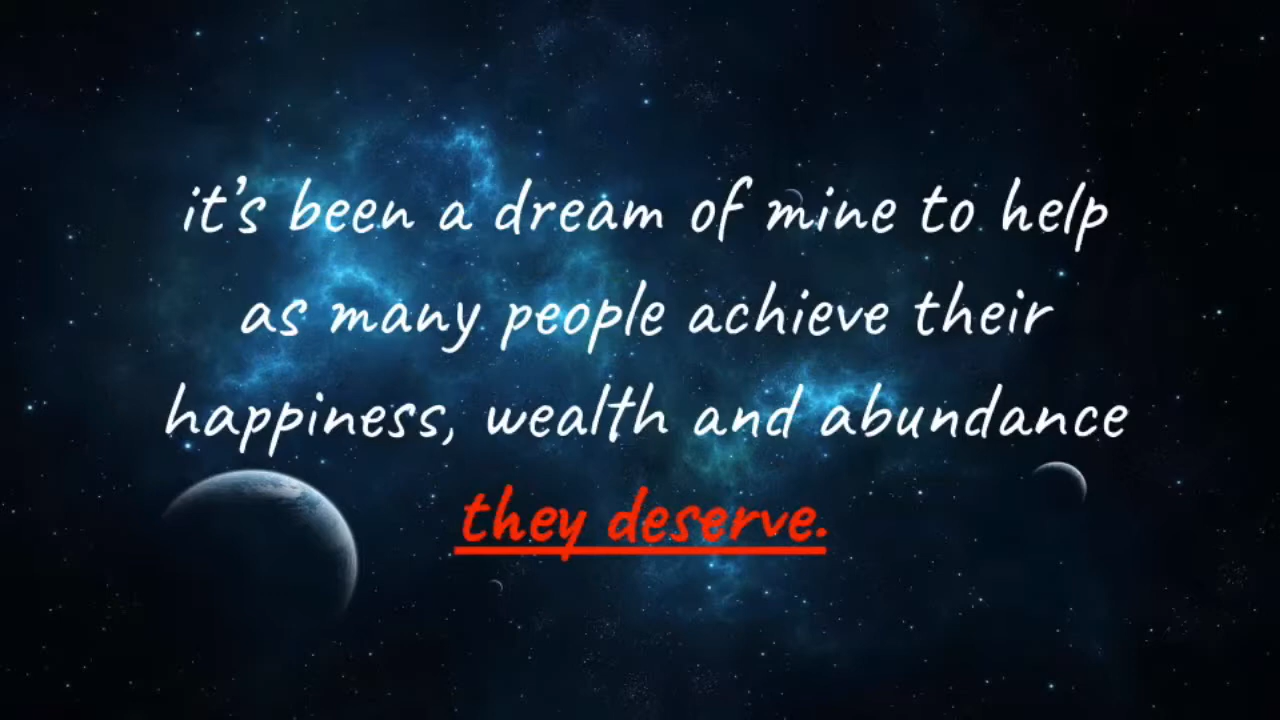 it's been a dream of mine to help
as many people achieve their
happiness, wealth and abundance
they deserve.